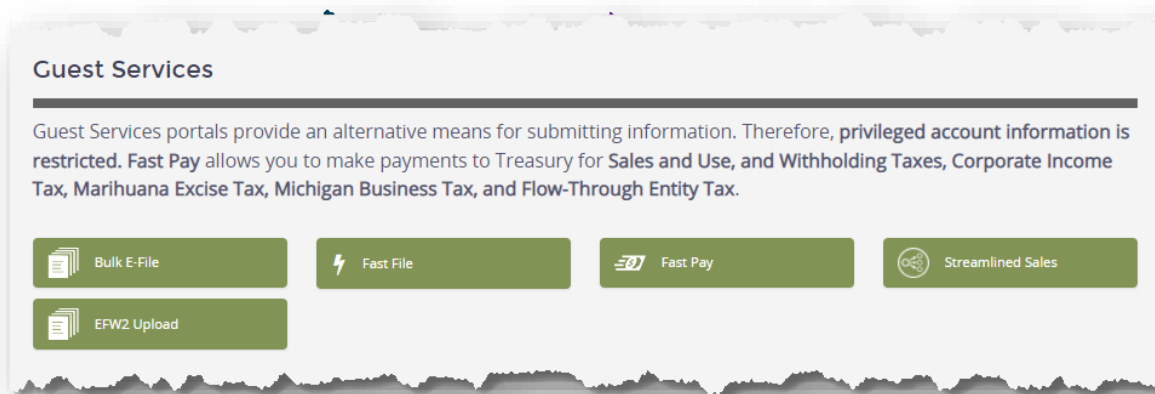 Guest Services
Guest Services portals provide an alternative means for submitting information. Therefore, privileged account information is
restricted. Fast Pay allows you to make payments to Treasury for Sales and Use, and Withholding Taxes, Corporate Income
Tax, Marihuana Excise Tax, Michigan Business Tax, and Flow-Through Entity Tax.
Bulk E-File
Fast File
Fast Pay
Streamlined Sales
EFW2 Upload